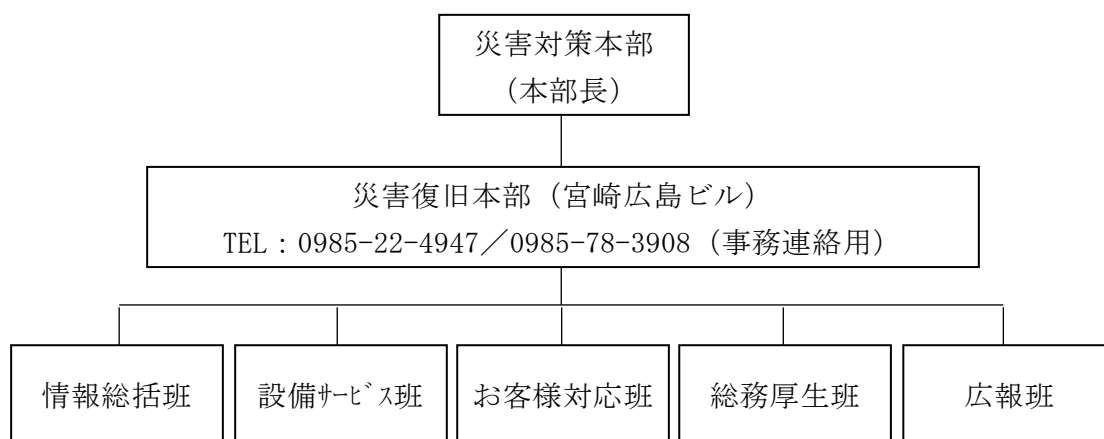 災害対策本部
(本部長)
災害復旧本部(宮崎広島ビル)
TEL:0985-22-4947/0985-78-3908(事務連絡用)
情報総括班
設備ｻｰﾋﾞｽ班
お客様対応班
総務厚生班
広報班